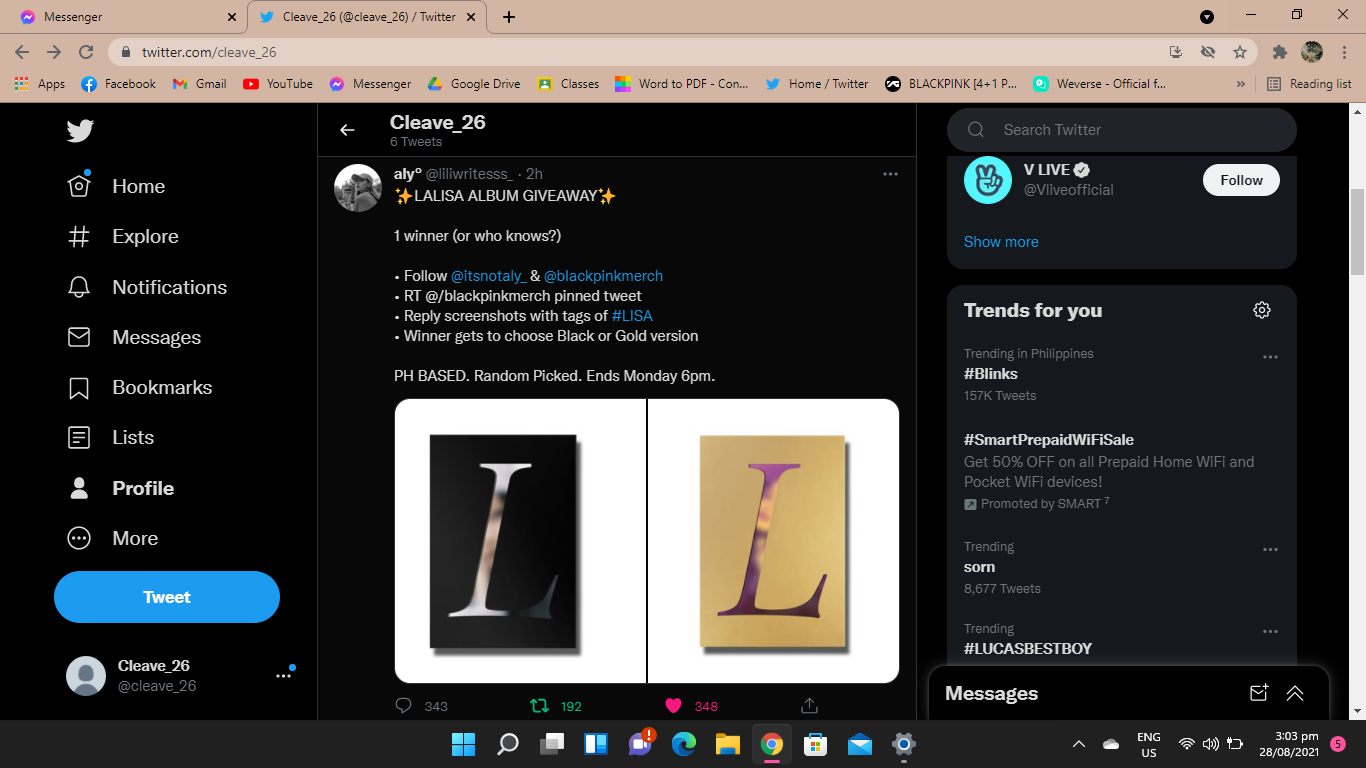 Messenger
Cleave_26 (@cleave_26) / Twitter
twitter.com/cleave_26
Apps
Facebook
Gmail
YouTube
Messenger
Google Drive
Classes
Word to PDF - Con...
Home / Twitter
BLACKPINK [4+1 P...
Weverse - Official f...
»
Reading list
Home
Explore
Notifications
Messages
Bookmarks
Lists
Profile
More
Tweet
Cleave_26
@cleave_26
Cleave_26
6 Tweets
aly° @liliwritesss_ · 2h
✨LALISA ALBUM GIVEAWAY✨
1 winner (or who knows?)
• Follow @itsnotaly_ & @blackpinkmerch
• RT @/blackpinkmerch pinned tweet
• Reply screenshots with tags of #LISA
• Winner gets to choose Black or Gold version
PH BASED. Random Picked. Ends Monday 6pm.
L
L
343
192
348
Search Twitter
V LIVE
@Vliveofficial
Follow
Show more
Trends for you
Trending in Philippines
#Blinks
157K Tweets
#SmartPrepaidWiFiSale
Get 50% OFF on all Prepaid Home WiFi and
Pocket WiFi devices!
Promoted by SMART ⁷
Trending
sorn
8,677 Tweets
Trending
#LUCASBESTBOY
Messages
ENG
US
3:03 pm
28/08/2021
5